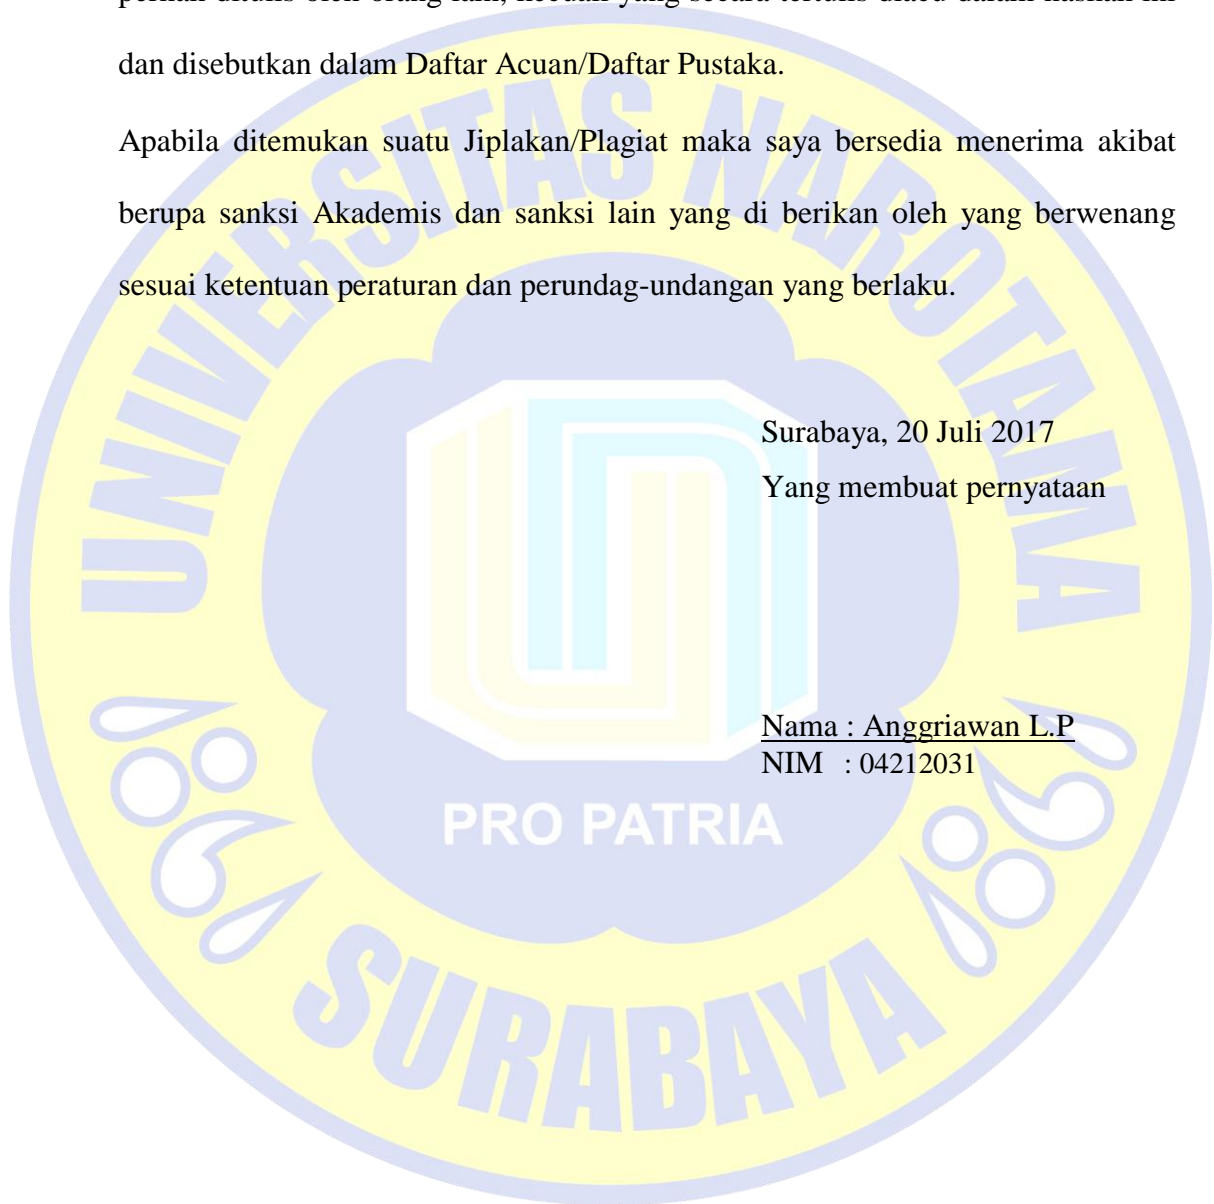 dan disebutkan dalam Daftar Acuan/Daftar Pustaka.
Apabila ditemukan suatu Jiplakan/Plagiat maka saya bersedia menerima akibat
berupa sanksi Akademis dan sanksi lain yang di berikan oleh yang berwenang
sesuai ketentuan peraturan dan perundag-undangan yang berlaku.
Surabaya, 20 Juli 2017
Yang membuat pernyataan
Nama : Anggriawan L.P
NIM : 04212031
UNIVERSITAS NAROTAMA
PRO PATRIA
SURABAYA